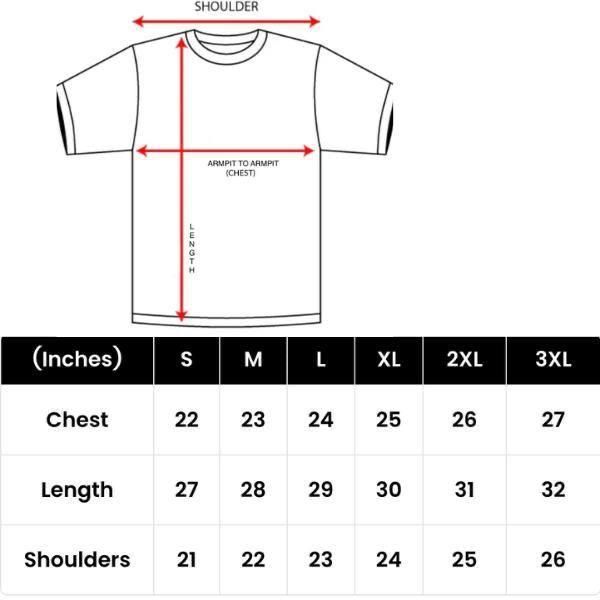 SHOULDER
ARMPIT TO ARMPIT
(CHEST)
LENGTH
(Inches) S M L XL 2XL 3XL
Chest 22 23 24 25 26 27
Length 27 28 29 30 31 32
Shoulders 21 22 23 24 25 26